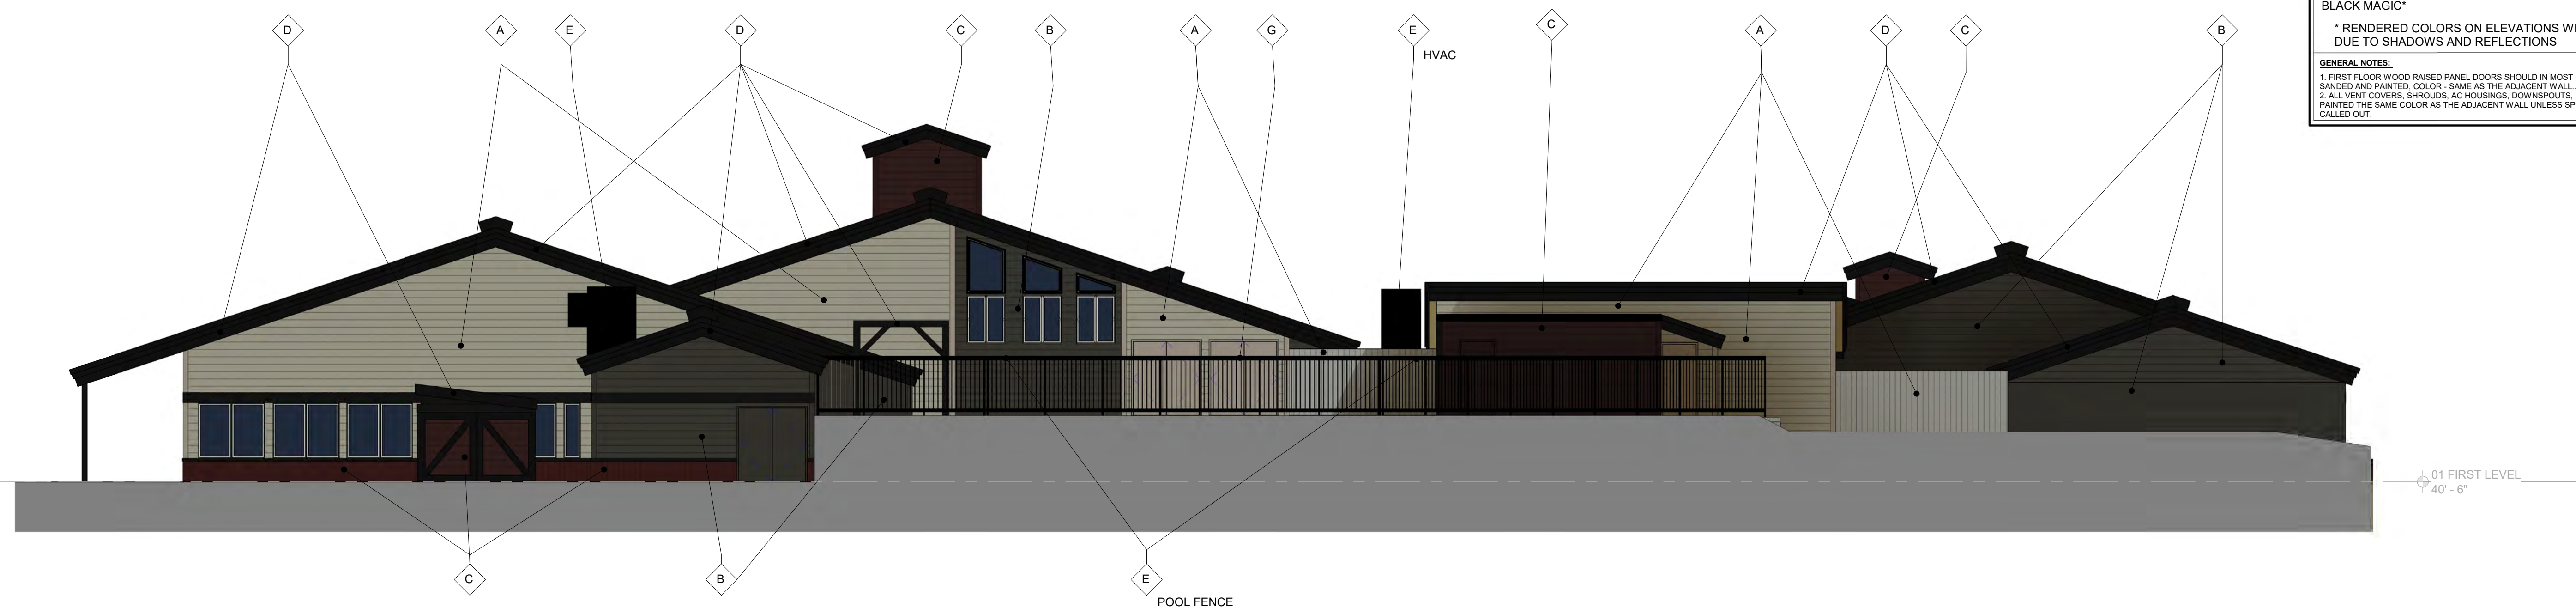 D
A
E
D
C
B
A
G
E
C
A
D
C
B
HVAC
BLACK MAGIC*
* RENDERED COLORS ON ELEVATIONS
DUE TO SHADOWS AND REFLECTIONS
GENERAL NOTES:
1. FIRST FLOOR WOOD RAISED PANEL DOORS SHOULD IN MOST
SANDED AND PAINTED, COLOR - SAME AS THE ADJACENT WALL.
2. ALL VENT COVERS, SHROUDS, AC HOUSINGS, DOWNSPOUTS,
PAINTED THE SAME COLOR AS THE ADJACENT WALL UNLESS
CALLED OUT.
01 FIRST LEVEL
40' - 6"
C
B
E
POOL FENCE